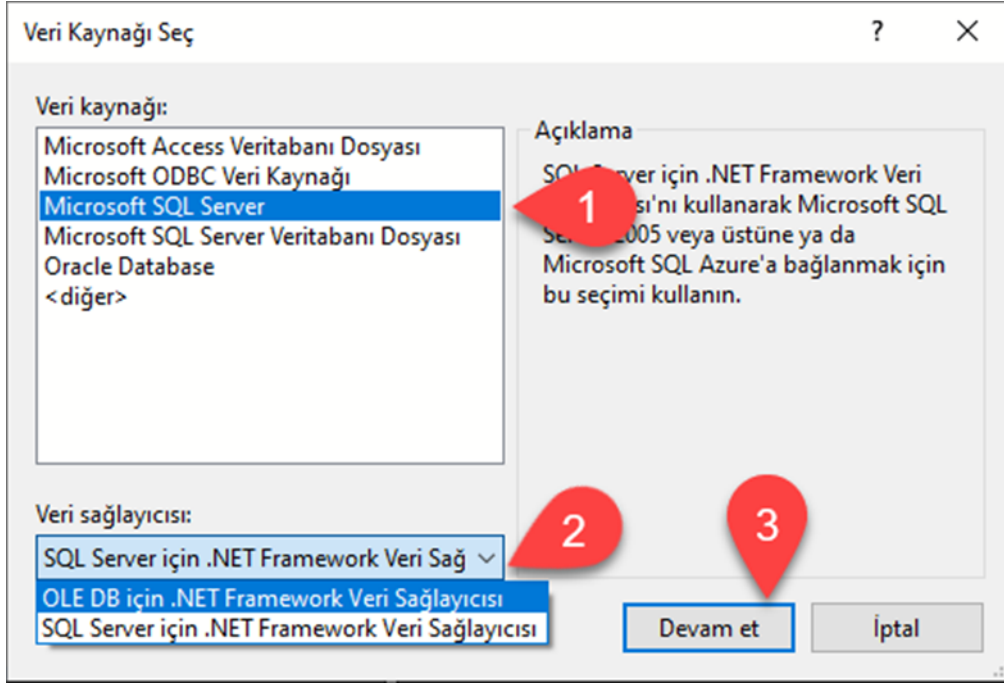 Veri Kaynağı Seç
?
Veri kaynağı:
Microsoft Access Veritabanı Dosyası
Microsoft ODBC Veri Kaynağı
Microsoft SQL Server
Microsoft SQL Server Veritabanı Dosyası
Oracle Database
<diğer>
1
Açıklama
SQL Server için .NET Framework Veri
sı'nı kullanarak Microsoft SQL
2005 veya üstüne ya da
Microsoft SQL Azure'a bağlanmak için
bu seçimi kullanın.
Veri sağlayıcısı:
SQL Server için .NET Framework Veri Sağ
2
OLE DB için .NET Framework Veri Sağlayıcısı
SQL Server için .NET Framework Veri Sağlayıcısı
3
Devam et
İptal